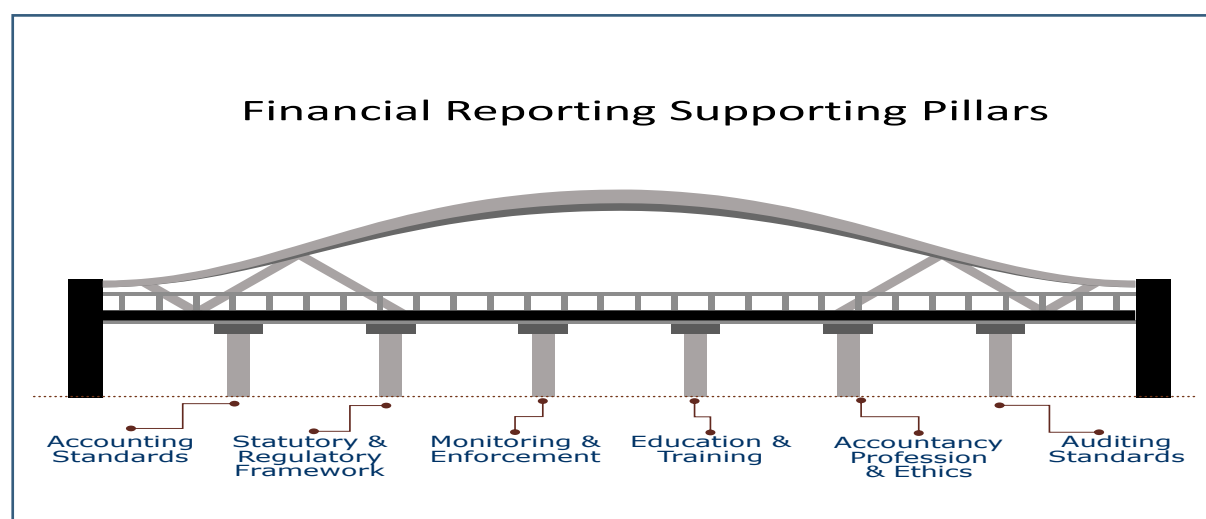 Financial Reporting Supporting Pillars
Accounting
Standards
Statutory &
Regulatory
Framework
Monitoring &
Enforcement
Education &
Training
Accountancy
Profession
& Ethics
Auditing
Standards